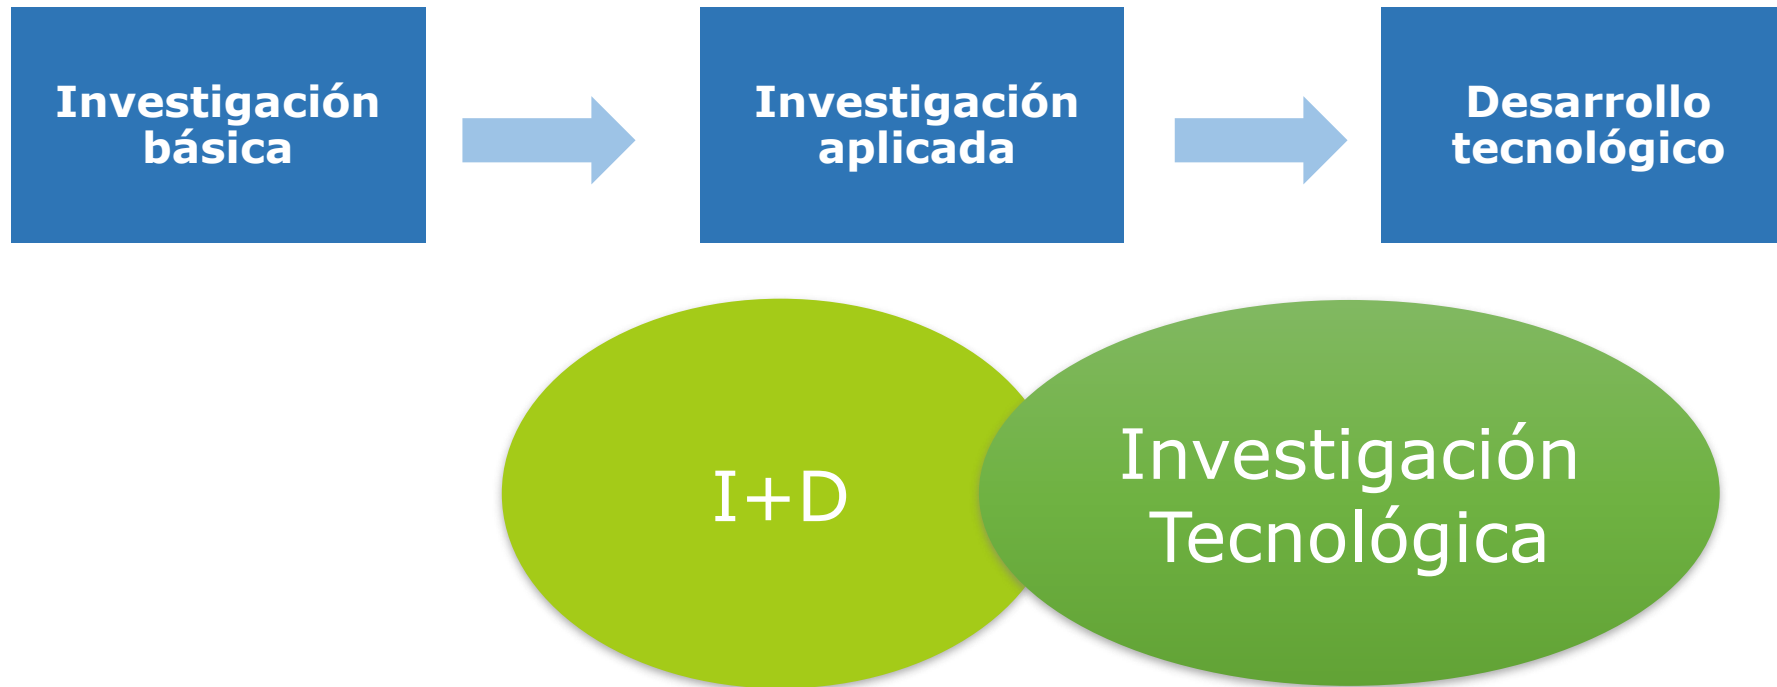 Investigación
básica
Investigación
aplicada
Desarrollo
tecnológico
I+D
Investigación
Tecnológica